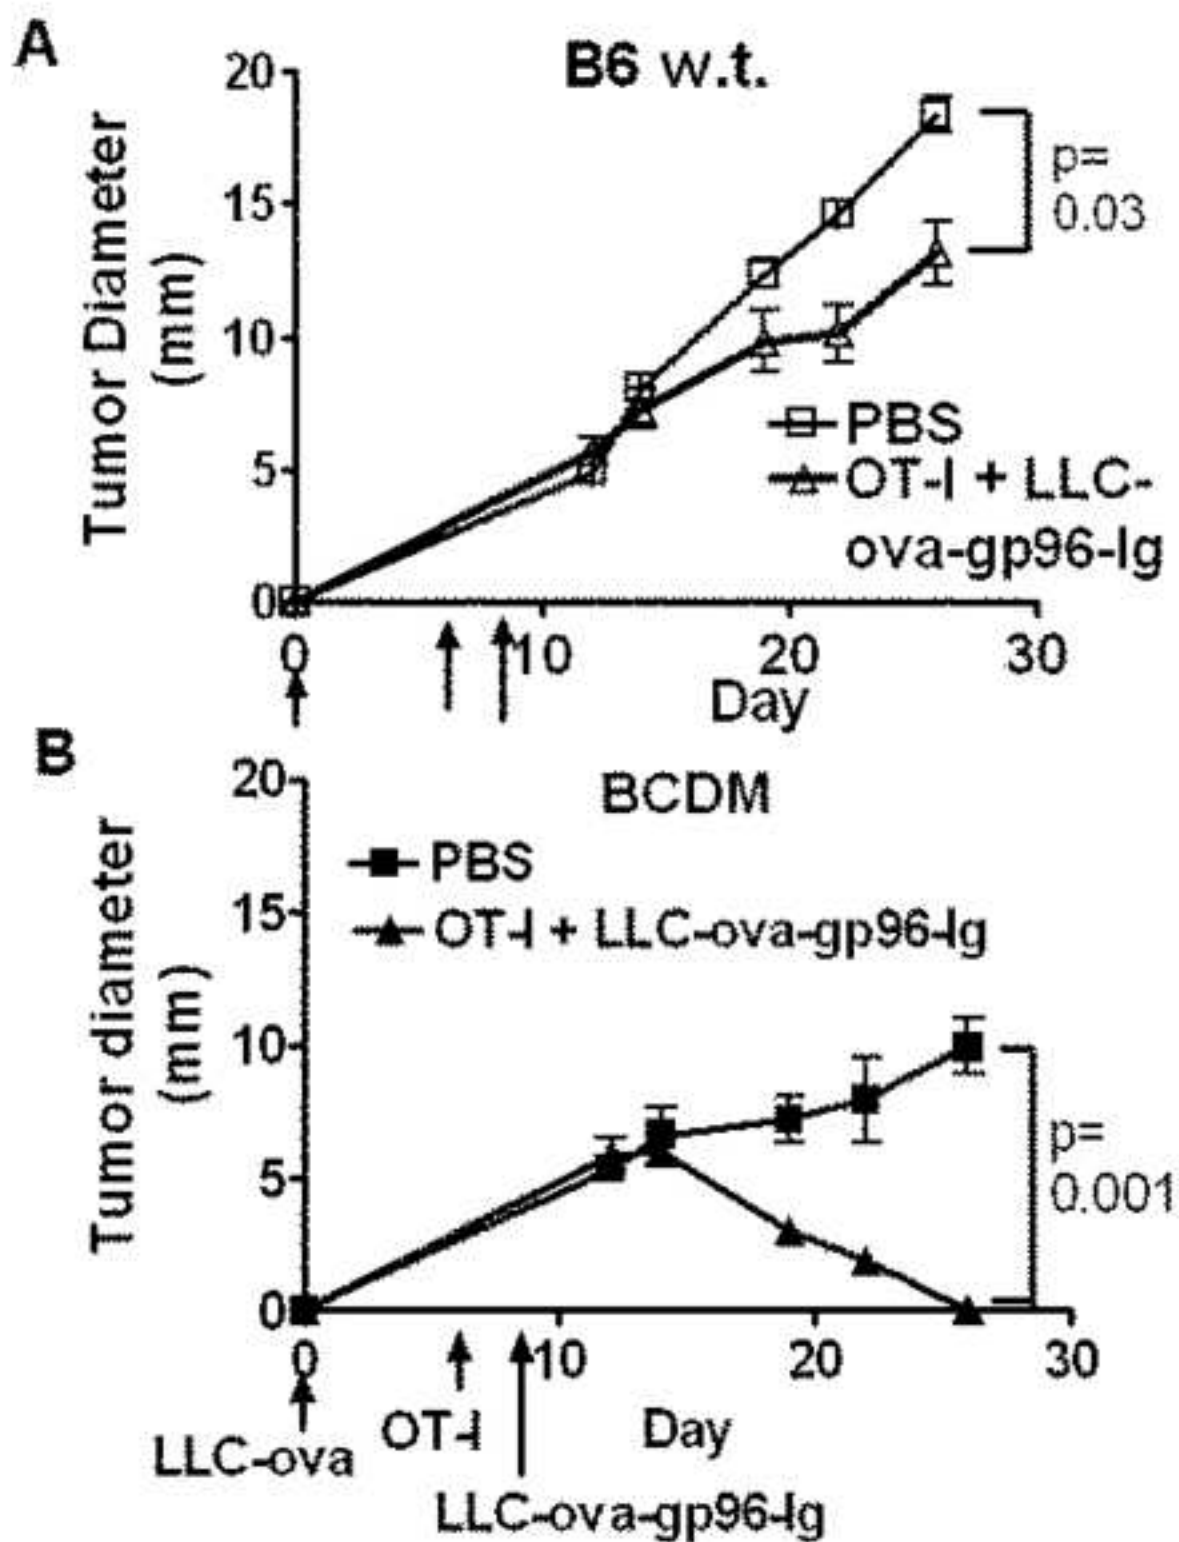 A
B6 w.t.
20
15
10
5
0
Tumor Diameter
(mm)
p=
0.03
PBS
OT-I + LLC-
ova-gp96-Ig
0
10
20
30
Day
B
BCDM
20
15
10
5
0
Tumor diameter
(mm)
PBS
OT-I + LLC-ova-gp96-Ig
p=
0.001
0
10
20
30
LLC-ova
OT-I
Day
LLC-ova-gp96-Ig